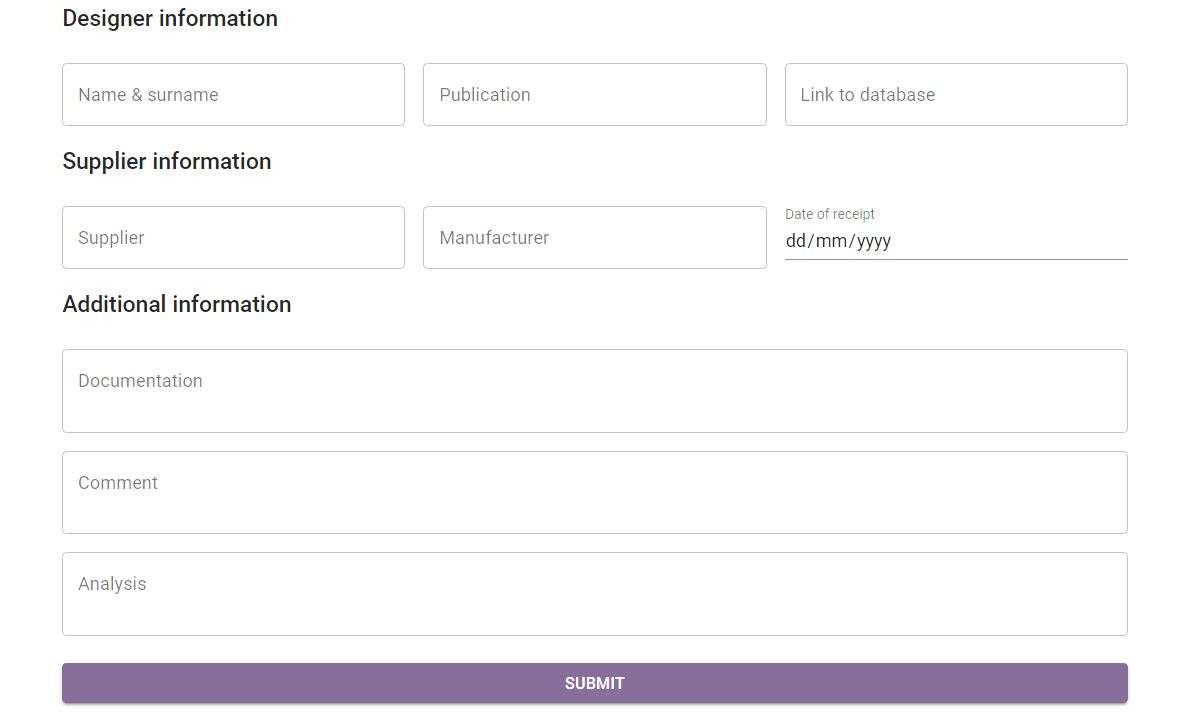 Designer information
Name & surname
Publication
Link to database
Supplier information
Supplier
Manufacturer
Date of receipt
dd/mm/yyyy
Additional information
Documentation
Comment
Analysis
SUBMIT